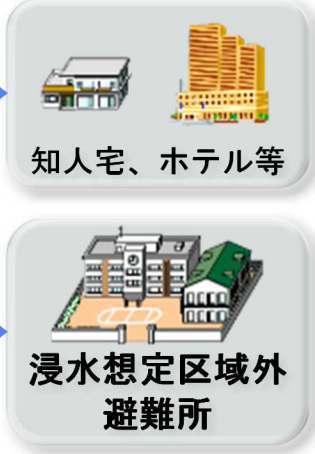 知人宅、ホテル等
浸水想定区域外
避難所